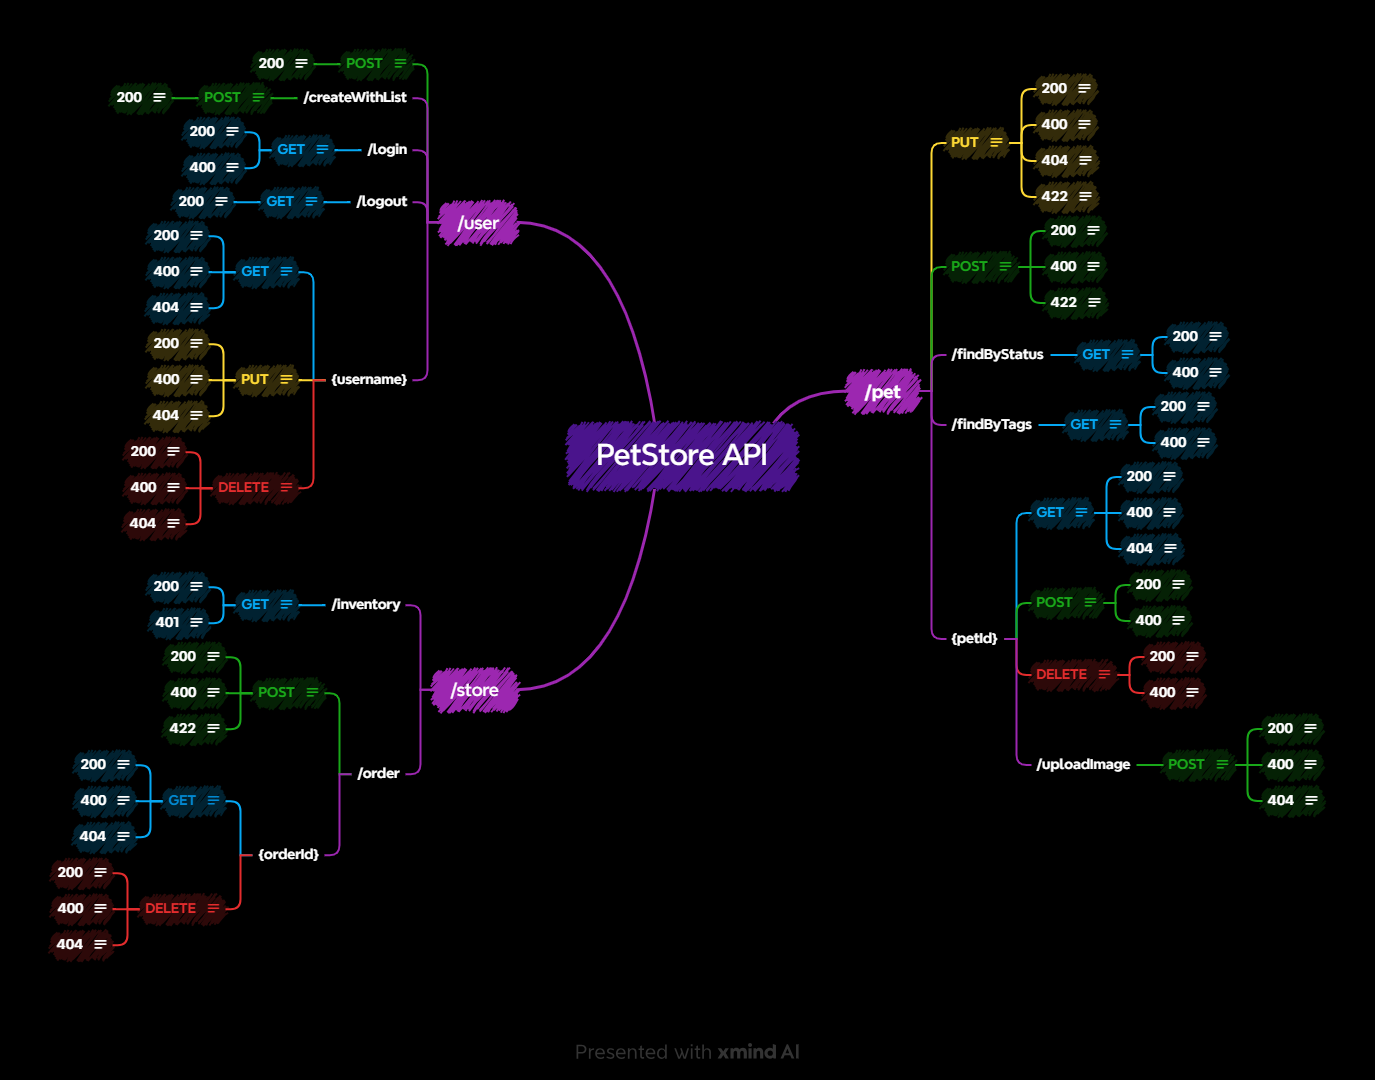 PetStore API
/pet
PUT
200
400
404
422
POST
200
400
422
/findByStatus
GET
200
400
/findByTags
GET
200
400
{petId}
GET
200
400
404
POST
200
400
DELETE
200
400
/uploadImage
POST
200
400
404
/user
POST
200
/createWithList
POST
200
/login
GET
200
400
/logout
GET
200
{username}
GET
200
400
404
PUT
200
400
404
DELETE
200
400
404
/store
/inventory
GET
200
401
/order
POST
200
400
422
{orderId}
GET
200
400
404
DELETE
200
400
404
Presented with xmind AI